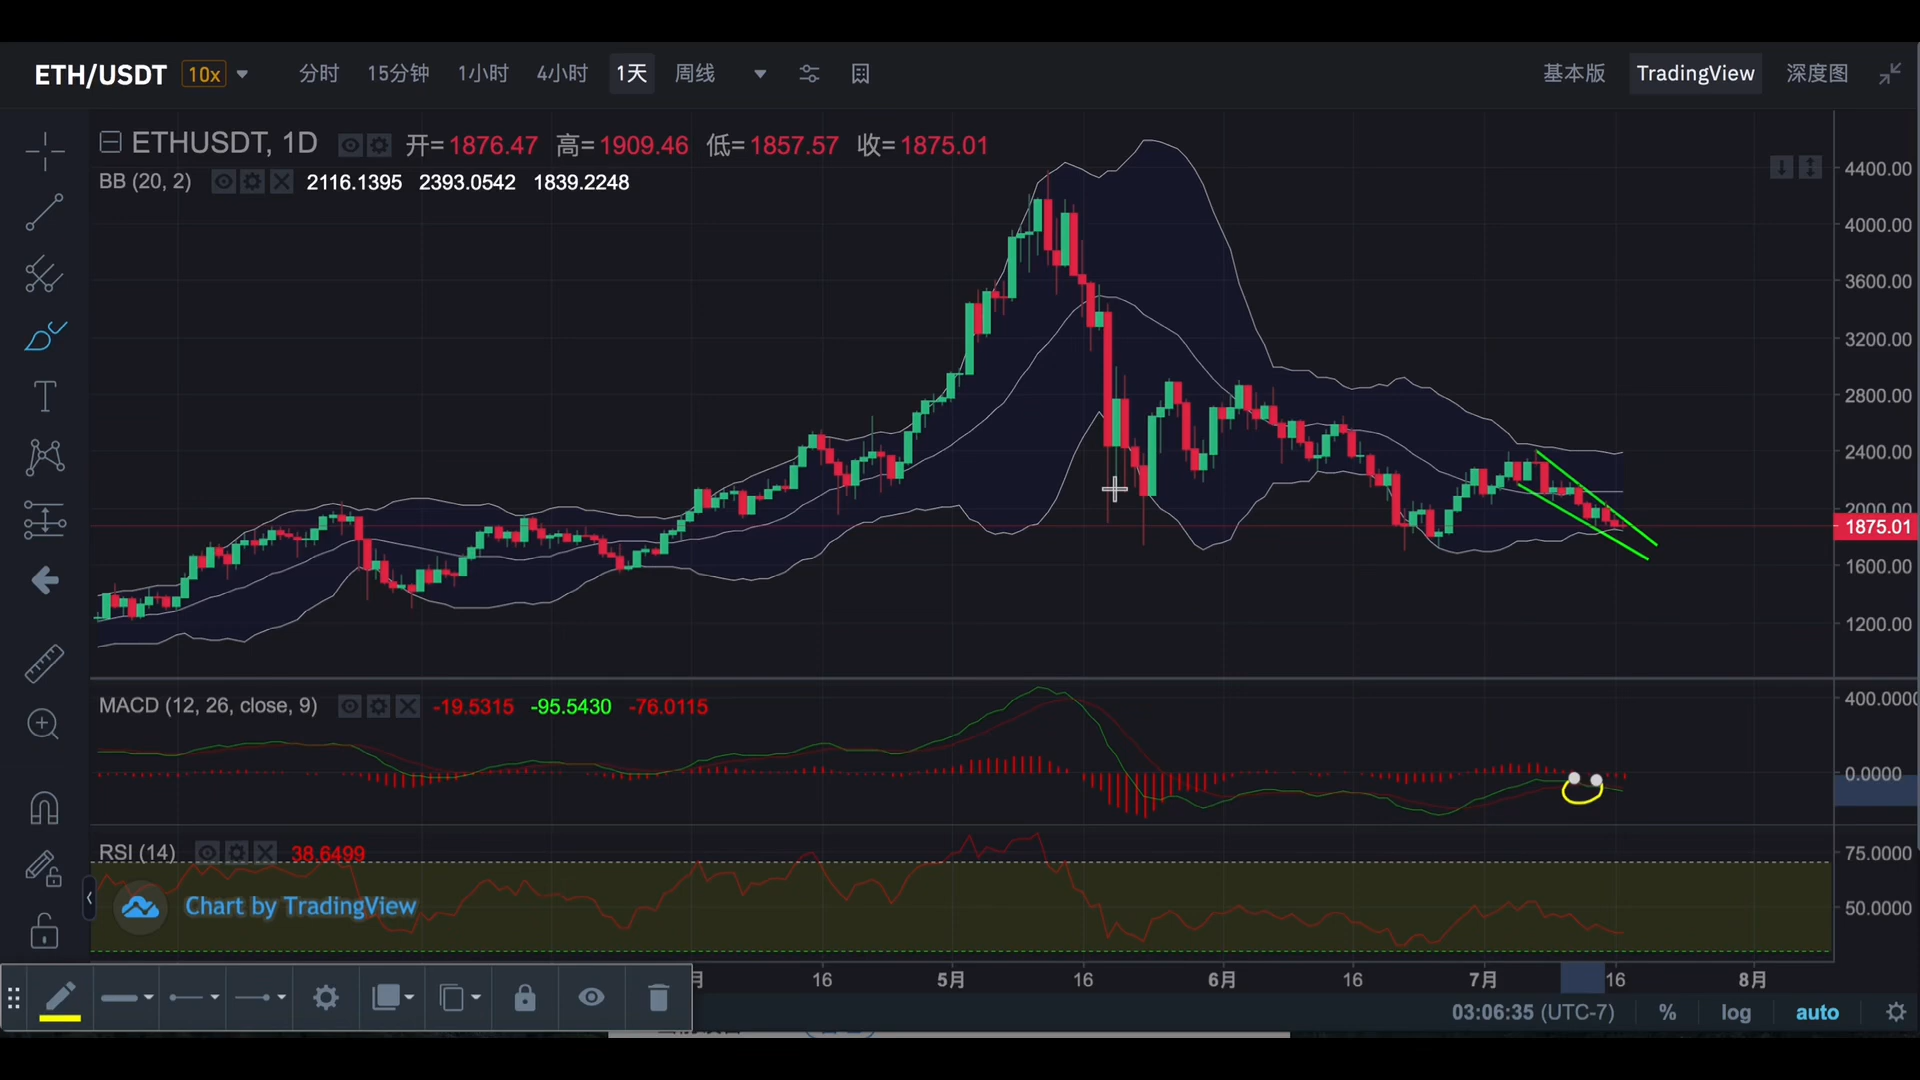 ETH/USDT 10x 分时 15分钟 1小时 4小时 1天 周线 基本版 TradingView 深度图
ETHUSDT, 1D 开=1876.47 高=1909.46 低=1857.57 收=1875.01
BB (20, 2) 2116.1395 2393.0542 1839.2248
4400.00
4000.00
3600.00
3200.00
2800.00
2400.00
2000.00
1875.01
1600.00
1200.00
MACD (12, 26, close, 9) -19.5315 -95.5430 -76.0115
400.0000
0.0000
RSI (14) 38.6499
75.0000
50.0000
Chart by TradingView
16 5月 16 6月 16 7月 16 8月
03:06:35 (UTC-7) % log auto